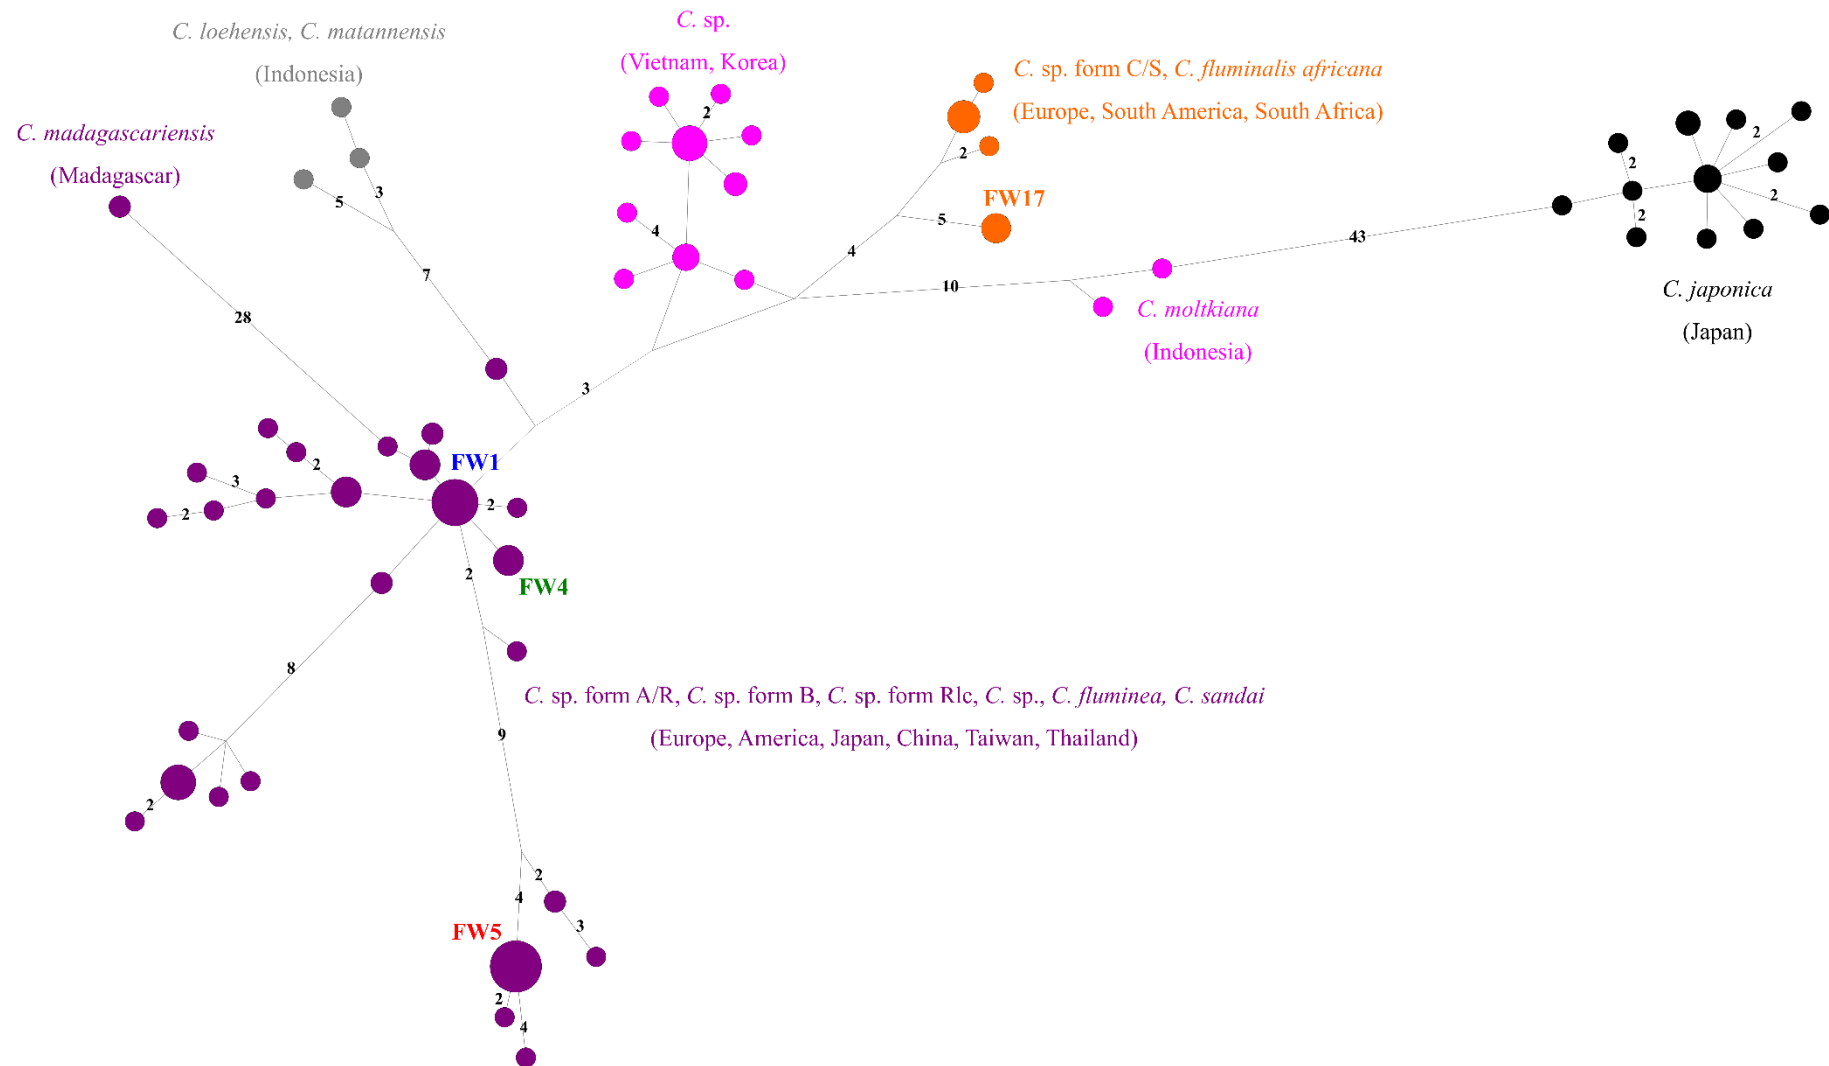 C. sp.
(Vietnam, Korea)
C. loehensis, C. matannensis
(Indonesia)
C. sp. form C/S, C. fluminalis africana
(Europe, South America, South Africa)
C. madagascariensis
(Madagascar)
2
2
2
2
2
2
3
5
FW17
5
4
4
43
7
10
C. moltkiana
(Indonesia)
C. japonica
(Japan)
28
3
FW1
2
3
2
2
2
FW4
8
C. sp. form A/R, C. sp. form B, C. sp. form Rlc, C. sp., C. fluminea, C. sandai
(Europe, America, Japan, China, Taiwan, Thailand)
9
2
2
4
3
FW5
2
4